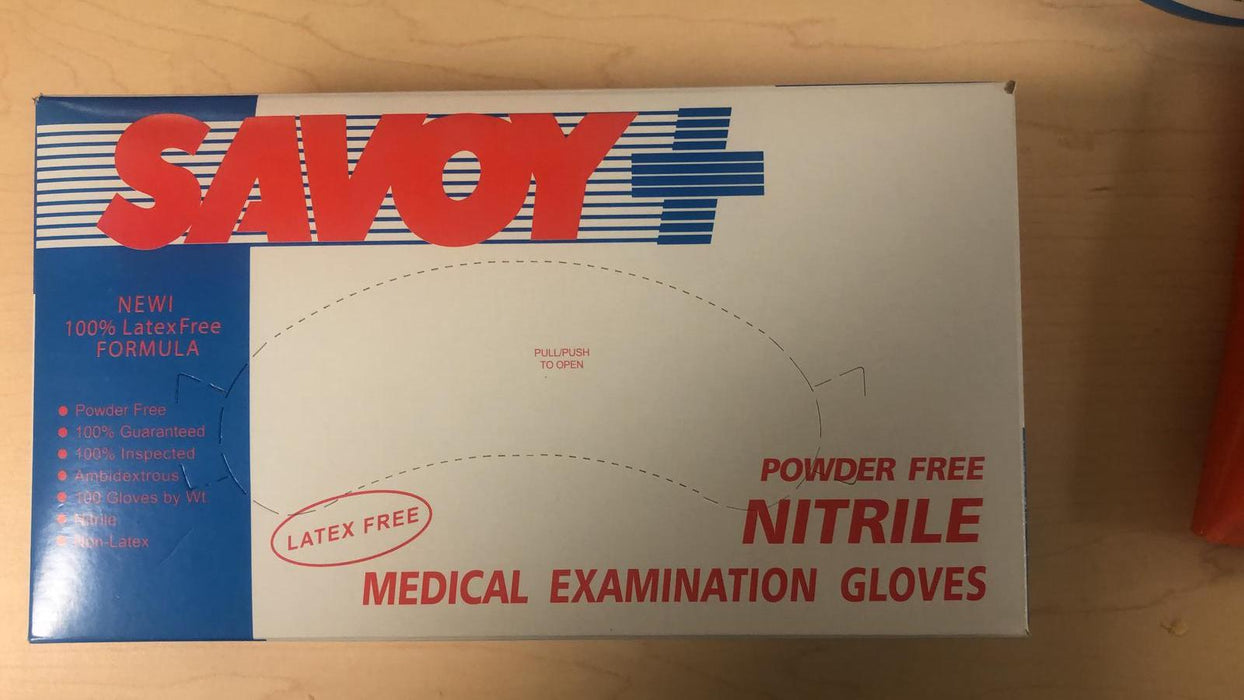 SAVOY
NEW!
100% Latex Free
FORMULA
Powder Free
100% Guaranteed
100% Inspected
Ambidextrous
100 Gloves by Wt
Nitrile
Non-Latex
PULL/PUSH
TO OPEN
LATEX FREE
POWDER FREE
NITRILE
MEDICAL EXAMINATION GLOVES